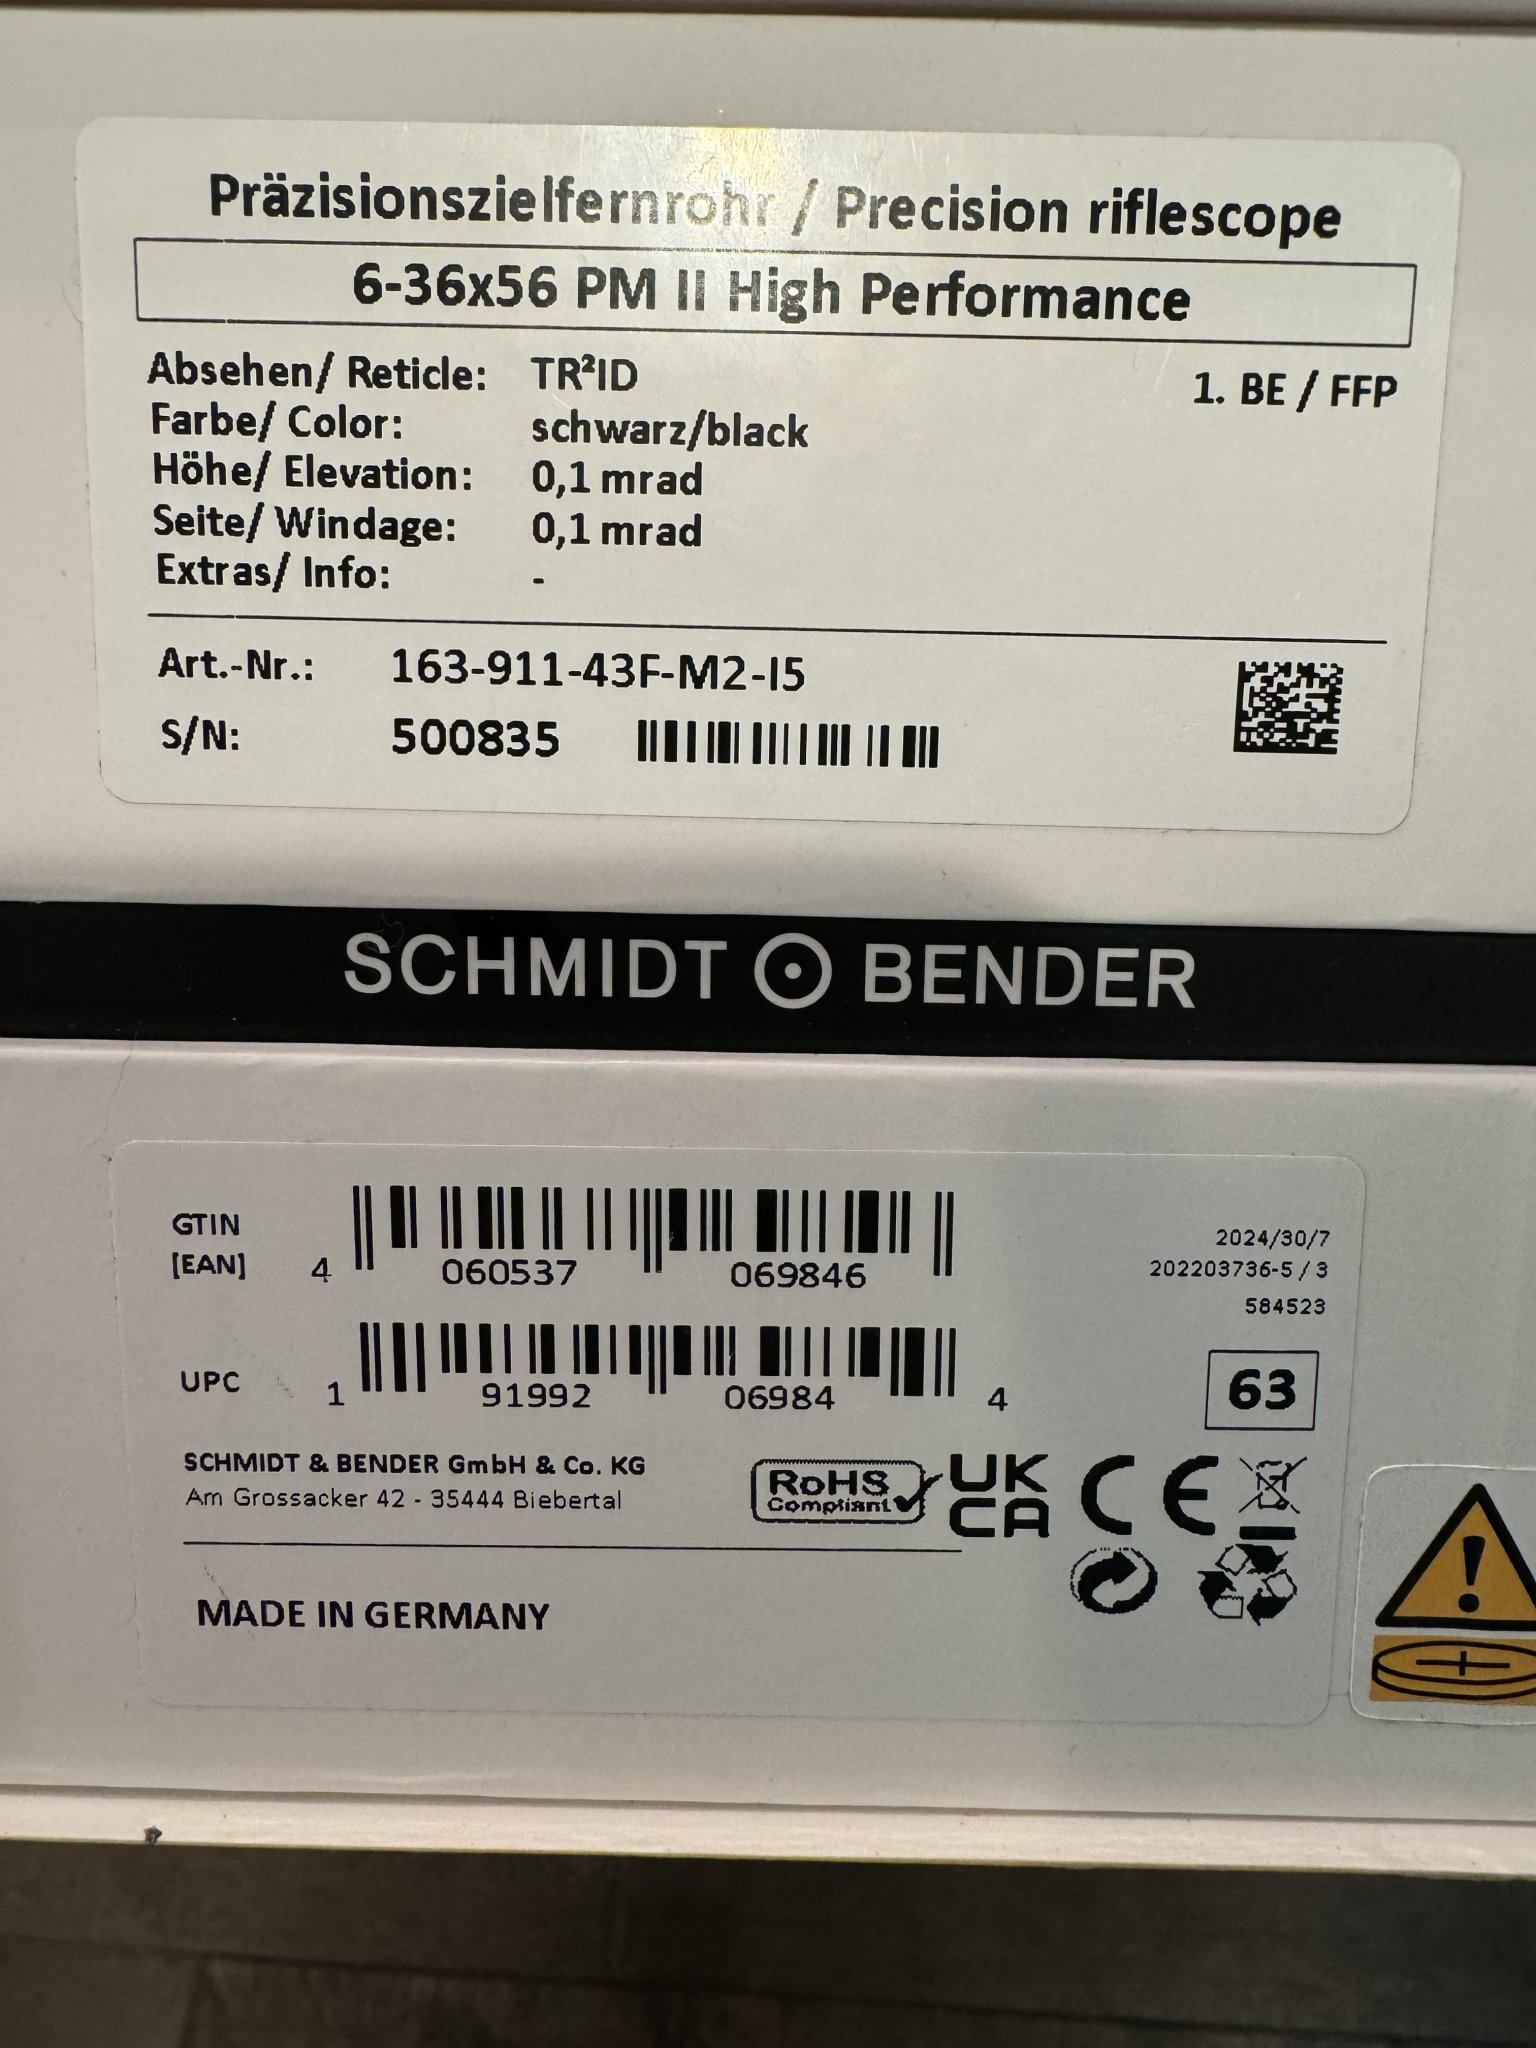 Präzisionszielfernrohr / Precision riflescope
6-36x56 PM II High Performance
Absehen/ Reticle: TR²ID 1. BE / FFP
Farbe/ Color: schwarz/black
Höhe/ Elevation: 0,1 mrad
Seite/ Windage: 0,1 mrad
Extras/ Info: -
Art.-Nr.: 163-911-43F-M2-I5
S/N: 500835
SCHMIDT BENDER
GTIN
[EAN]
4 060537 069846
2024/30/7
202203736-5 / 3
584523
UPC
1 91992 06984 4
63
SCHMIDT & BENDER GmbH & Co. KG
Am Grossacker 42 - 35444 Biebertal
RoHS
Compliant
UK
CA
CE
MADE IN GERMANY